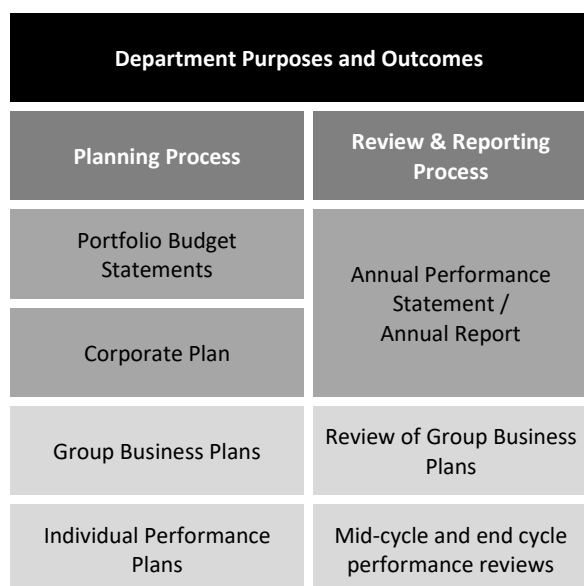 Department Purposes and Outcomes
Planning Process
Review & Reporting
Process
Portfolio Budget
Statements
Annual Performance
Statement /
Annual Report
Corporate Plan
Group Business Plans
Review of Group Business
Plans
Individual Performance
Plans
Mid-cycle and end cycle
performance reviews